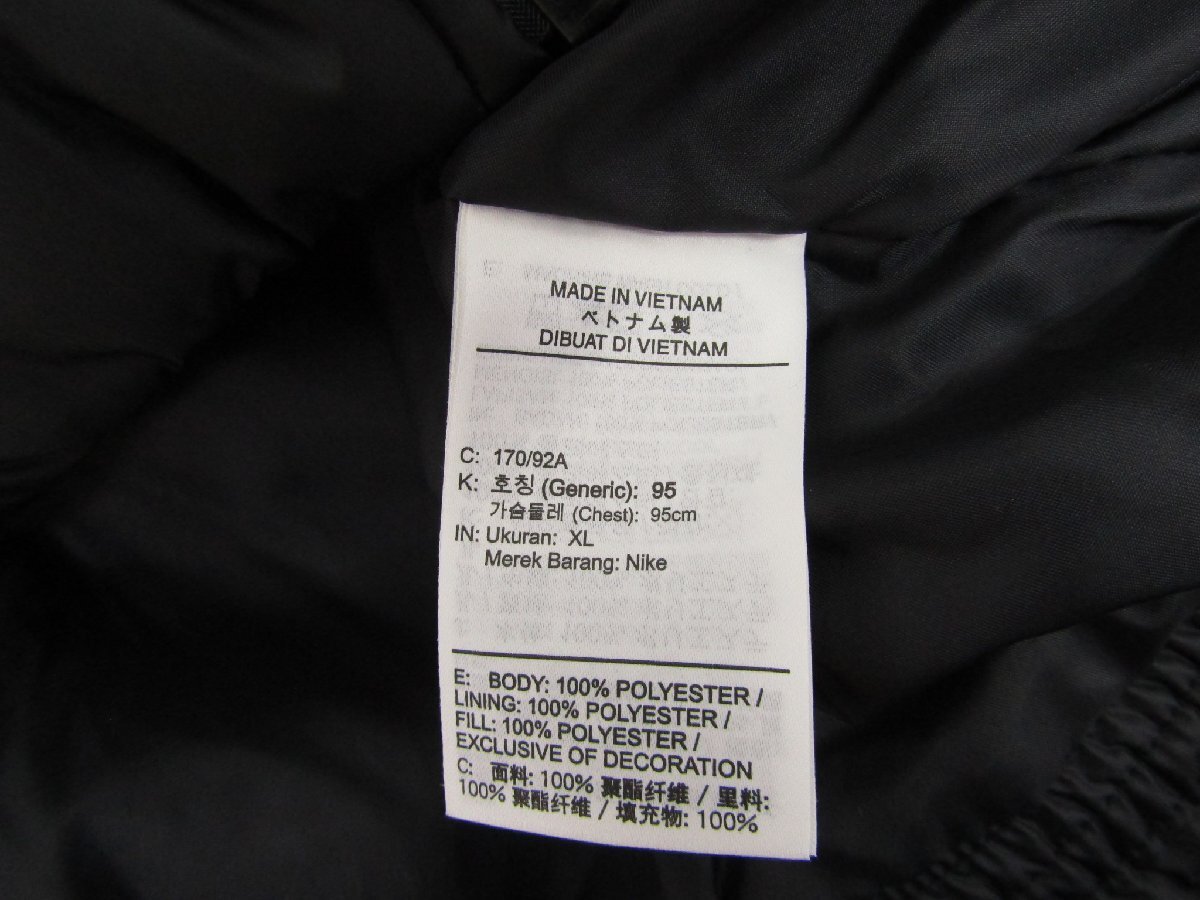 MADE IN VIETNAM
ベトナム製
DIBUAT DI VIETNAM
C: 170/92A
K: 호칭 (Generic): 95
가슴둘레 (Chest): 95cm
IN: Ukuran: XL
Merek Barang: Nike
E: BODY: 100% POLYESTER /
LINING: 100% POLYESTER /
FILL: 100% POLYESTER /
EXCLUSIVE OF DECORATION
C: 面料: 100% 聚酯纤维 / 里料:
100% 聚酯纤维 / 填充物: 100%